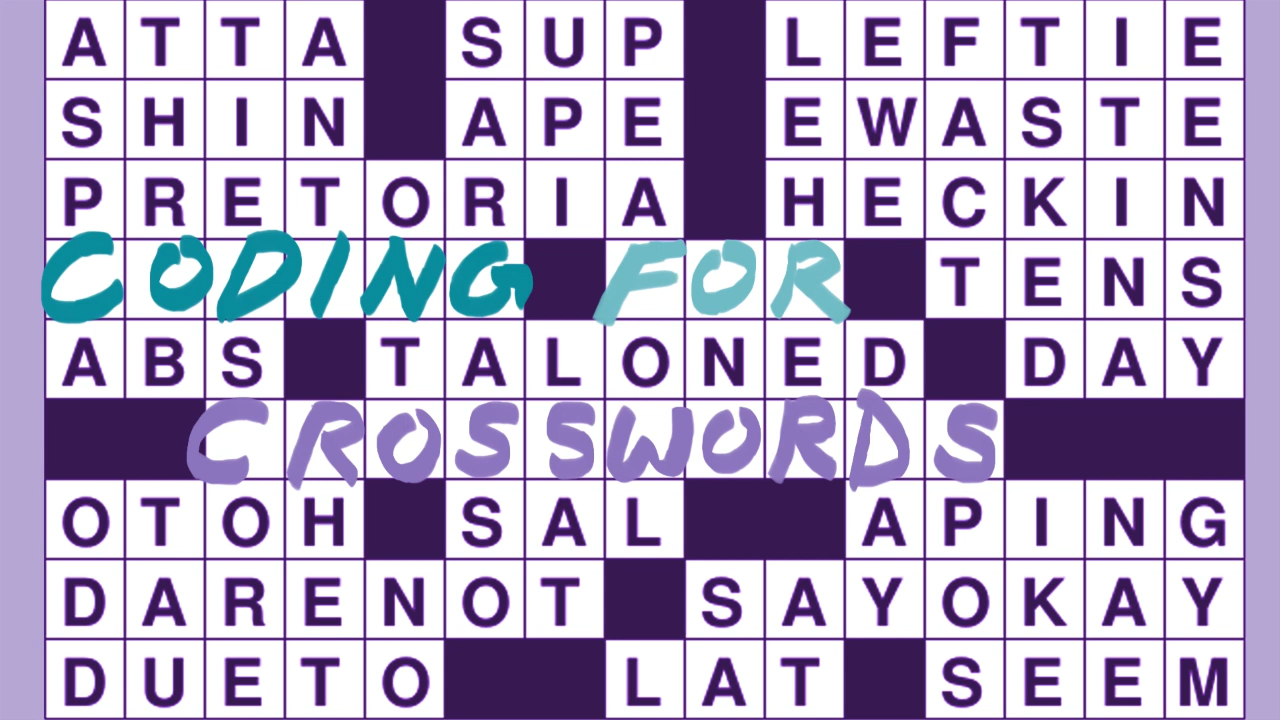 ATTA SUP LEFTIE
SHIN APE EWASTE
PRETORIA HECKIN
CODING FOR TENS
ABS TALONED DAY
CROSSWORDS
OTOH SAL APING
DARENOT SAYOKAY
DUETO LAT SEEM